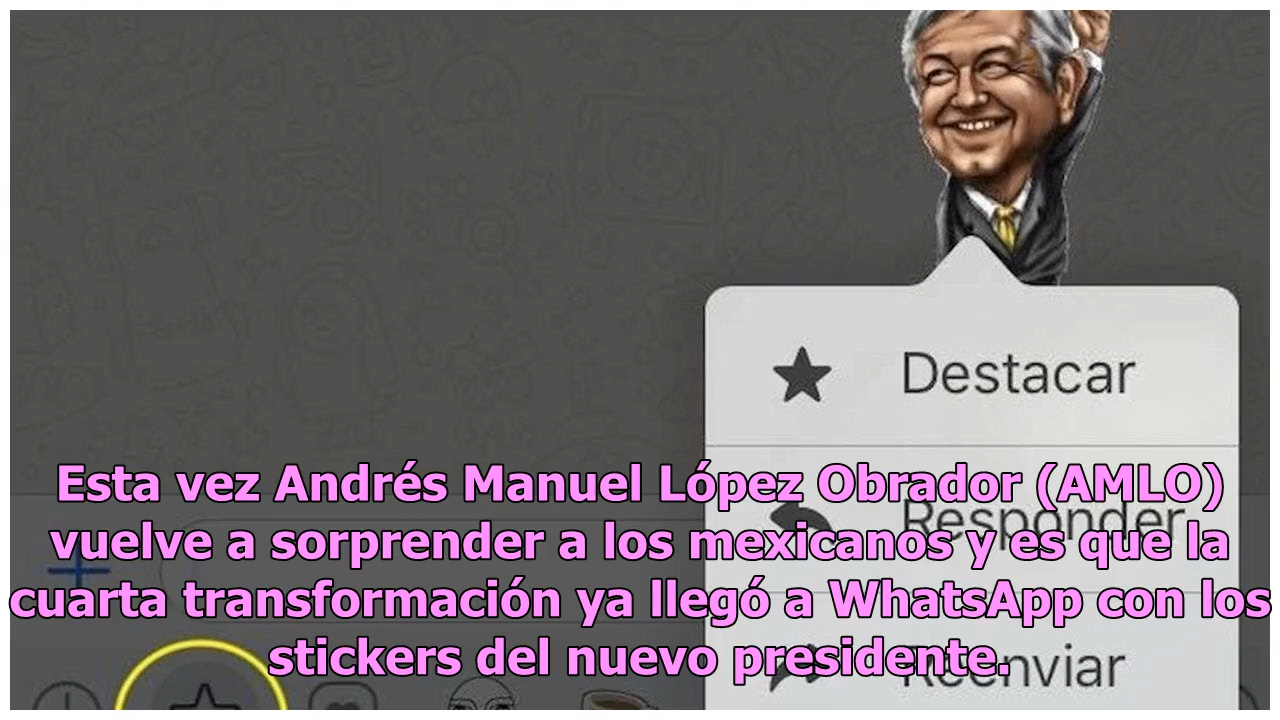 Destacar
Responder
Reenviar
Esta vez Andrés Manuel López Obrador (AMLO)
vuelve a sorprender a los mexicanos y es que la
cuarta transformación ya llegó a WhatsApp con los
stickers del nuevo presidente.